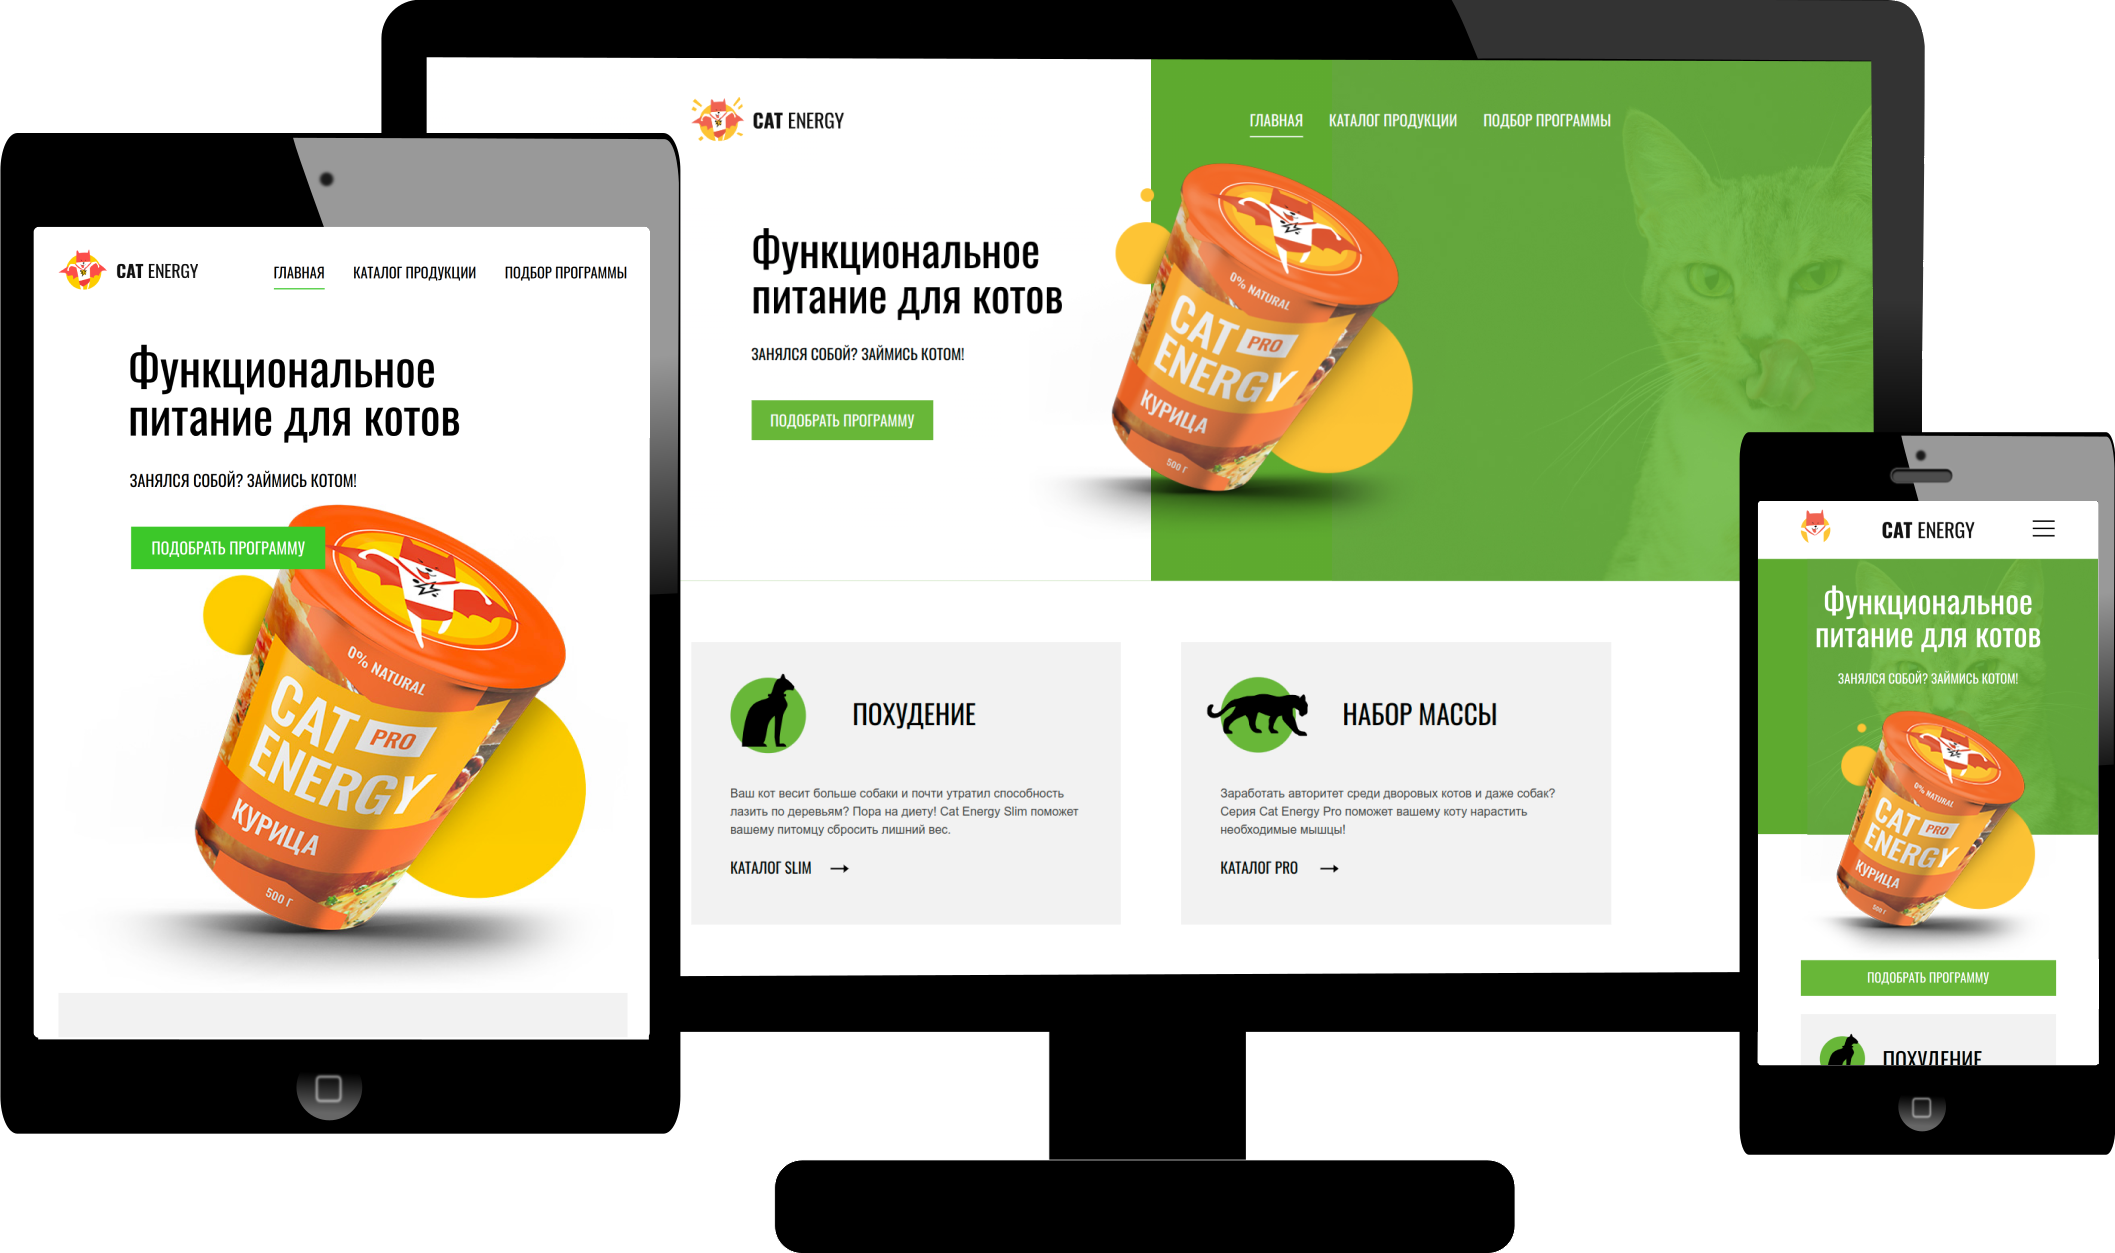 CAT ENERGY
ГЛАВНАЯ КАТАЛОГ ПРОДУКЦИИ ПОДБОР ПРОГРАММЫ
Функциональное
питание для котов
ЗАНЯЛСЯ СОБОЙ? ЗАЙМИСЬ КОТОМ!
ПОДОБРАТЬ ПРОГРАММУ
0% NATURAL
CAT PRO
ENERGY
КУРИЦА
500 Г
CAT ENERGY
ГЛАВНАЯ КАТАЛОГ ПРОДУКЦИИ ПОДБОР ПРОГРАММЫ
Функциональное
питание для котов
ЗАНЯЛСЯ СОБОЙ? ЗАЙМИСЬ КОТОМ!
ПОДОБРАТЬ ПРОГРАММУ
0% NATURAL
CAT PRO
ENERGY
КУРИЦА
500 Г
ПОХУДЕНИЕ
Ваш кот весит больше собаки и почти утратил способность
лазить по деревьям? Пора на диету! Cat Energy Slim поможет
вашему питомцу сбросить лишний вес.
КАТАЛОГ SLIM
НАБОР МАССЫ
Заработать авторитет среди дворовых котов и даже собак?
Серия Cat Energy Pro поможет вашему коту нарастить
необходимые мышцы!
КАТАЛОГ PRO
CAT ENERGY
Функциональное
питание для котов
ЗАНЯЛСЯ СОБОЙ? ЗАЙМИСЬ КОТОМ!
0% NATURAL
CAT PRO
ENERGY
КУРИЦА
500 Г
ПОДОБРАТЬ ПРОГРАММУ
ПОХУДЕНИЕ